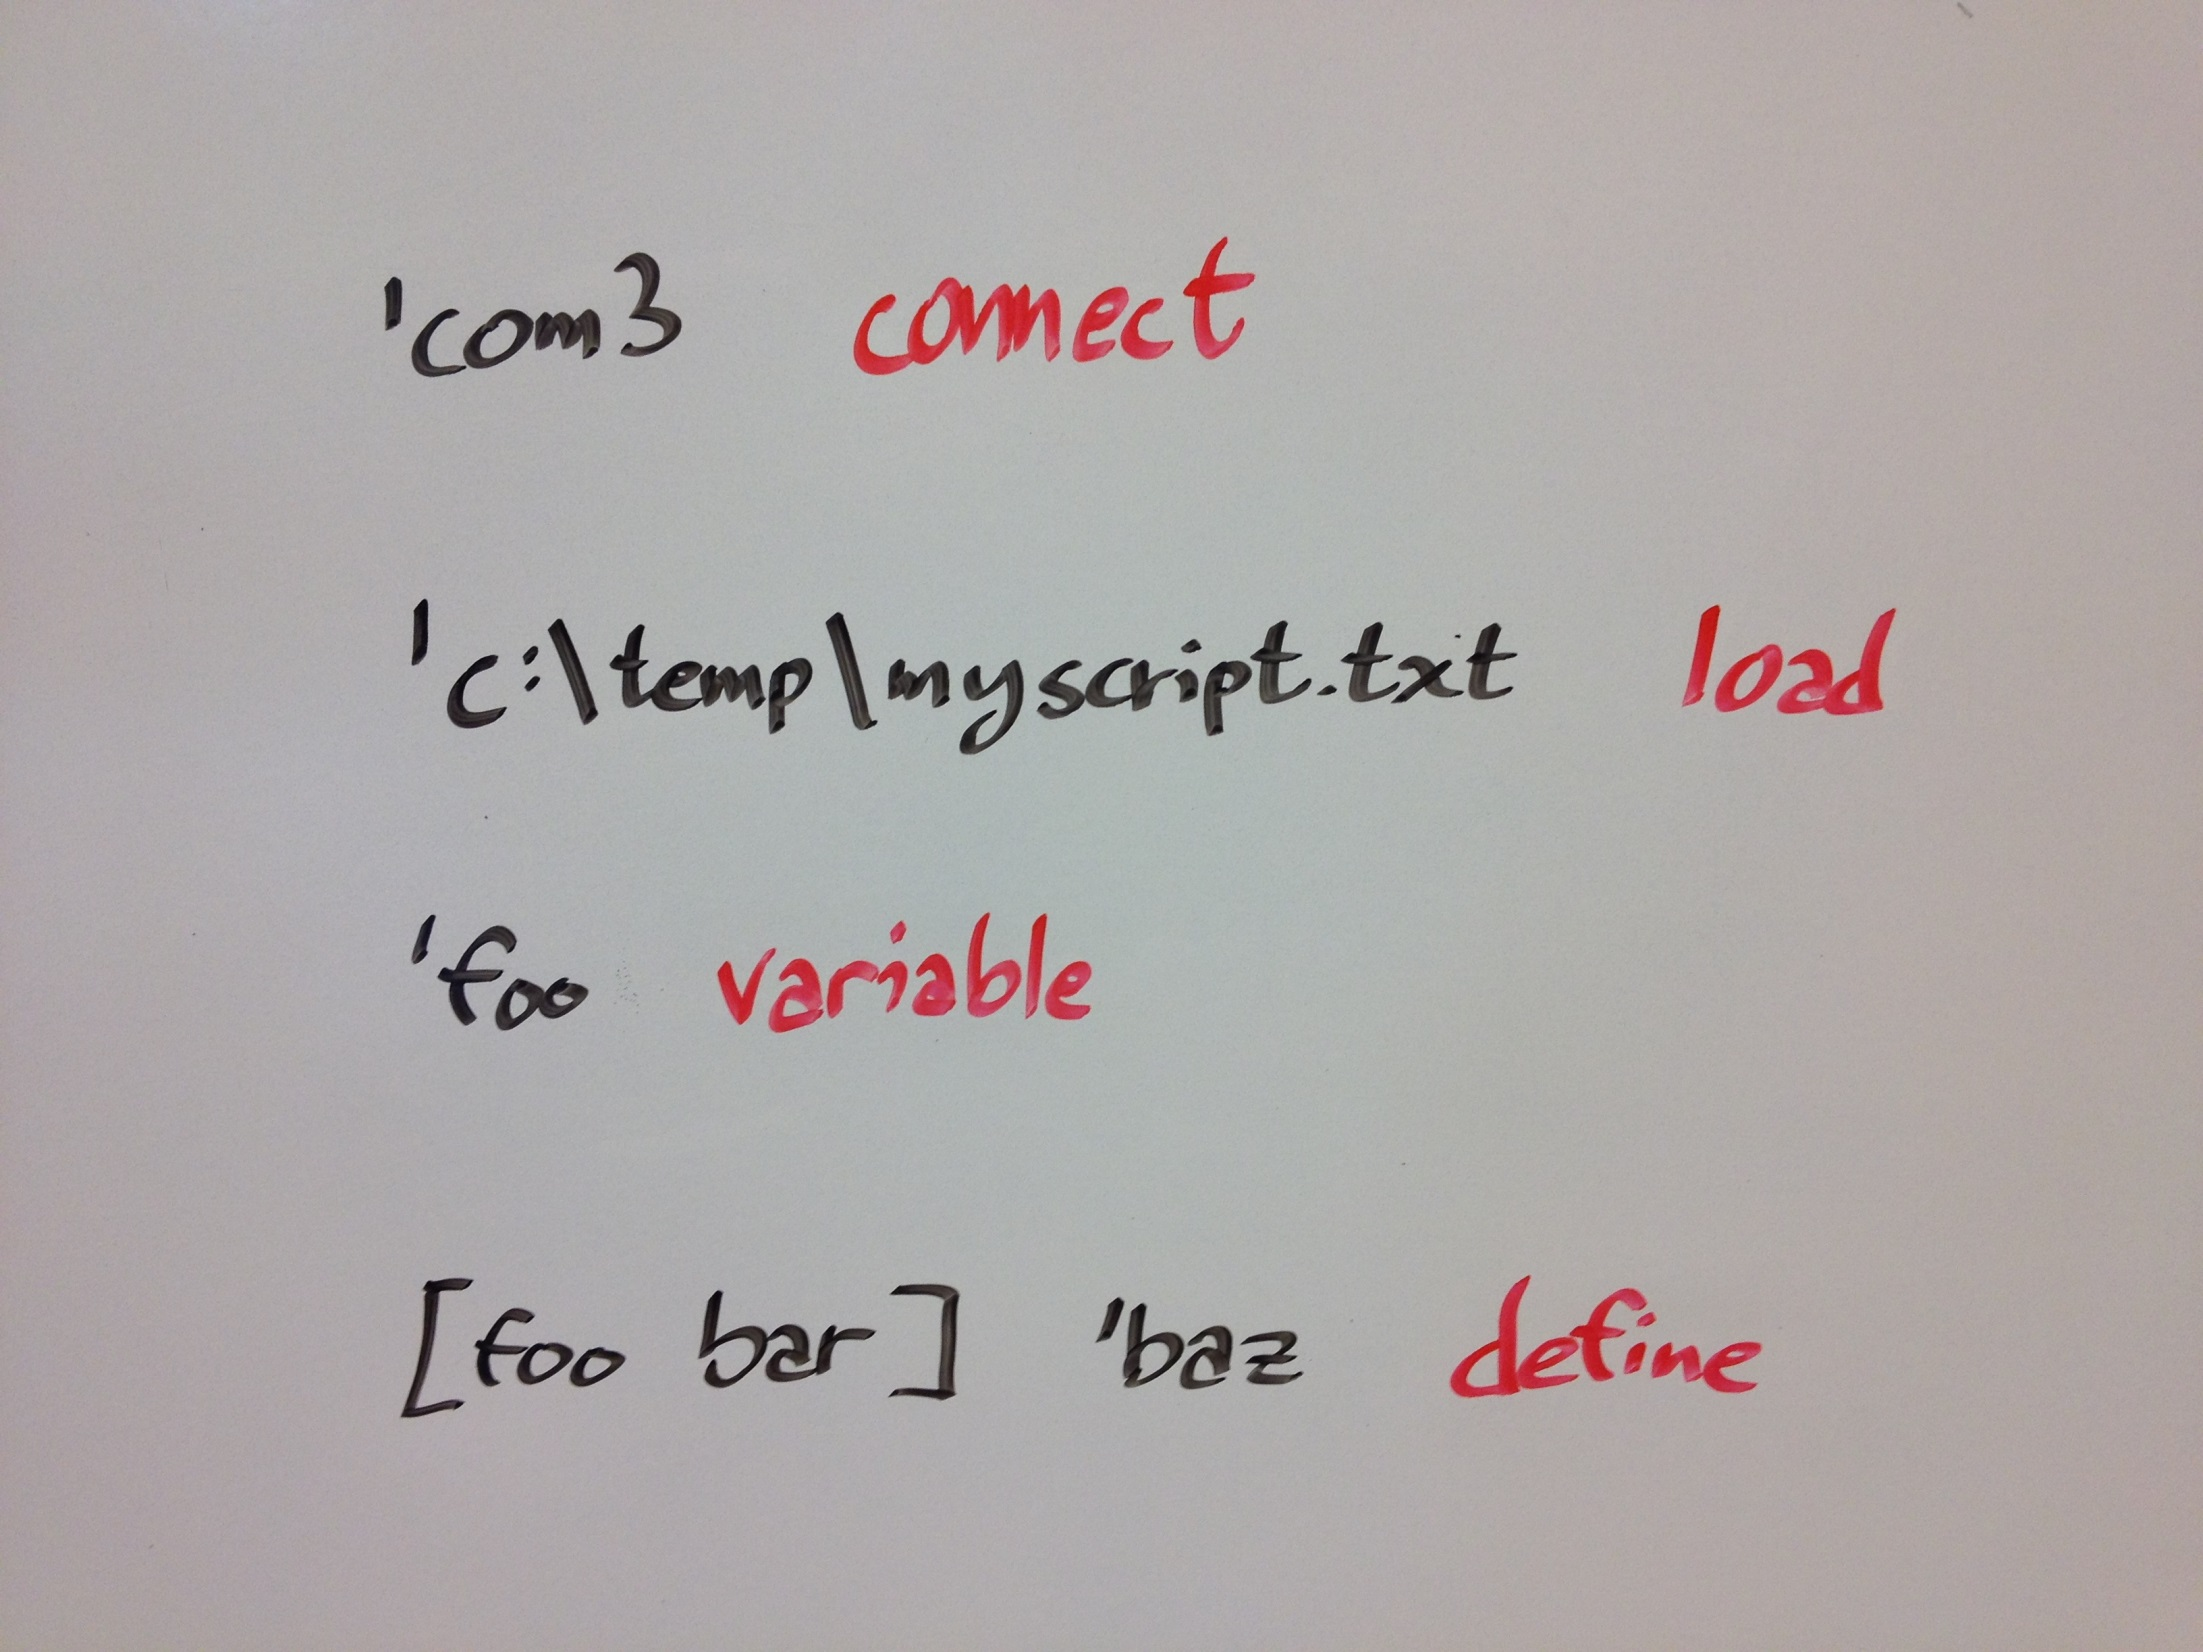 'com3 connect
'c:\temp\myscript.txt load
'foo variable
[foo bar] 'baz define